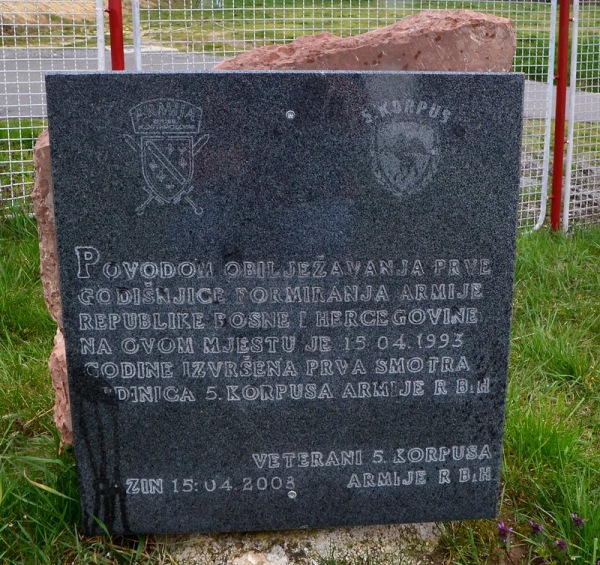 ARMIJA
5. KORPUS
POVODOM OBILJEŽAVANJA PRVE
GODIŠNJICE FORMIRANJA ARMIJE
REPUBLIKE BOSNE I HERCEGOVINE
NA OVOM MJESTU JE 15.04.1993
GODINE IZVRŠENA PRVA SMOTRA
JEDINICA 5. KORPUSA ARMIJE R BiH
VETERANI 5. KORPUSA
ZIN 15.04.2003 ARMIJE R BiH